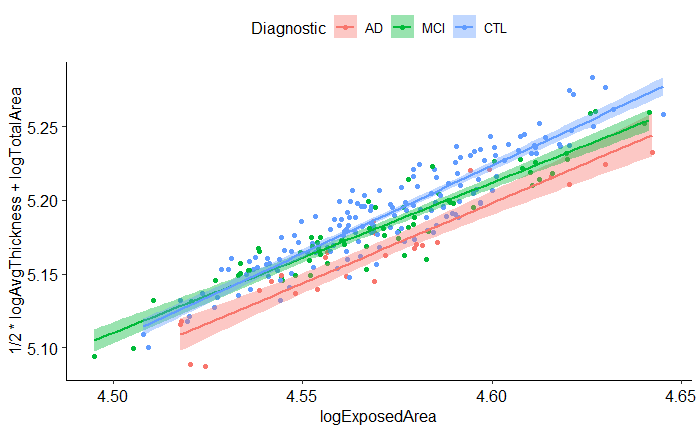 Diagnostic AD MCI CTL
1/2 * logAvgThickness + logTotalArea
5.25
5.20
5.15
5.10
4.50 4.55 4.60 4.65
logExposedArea